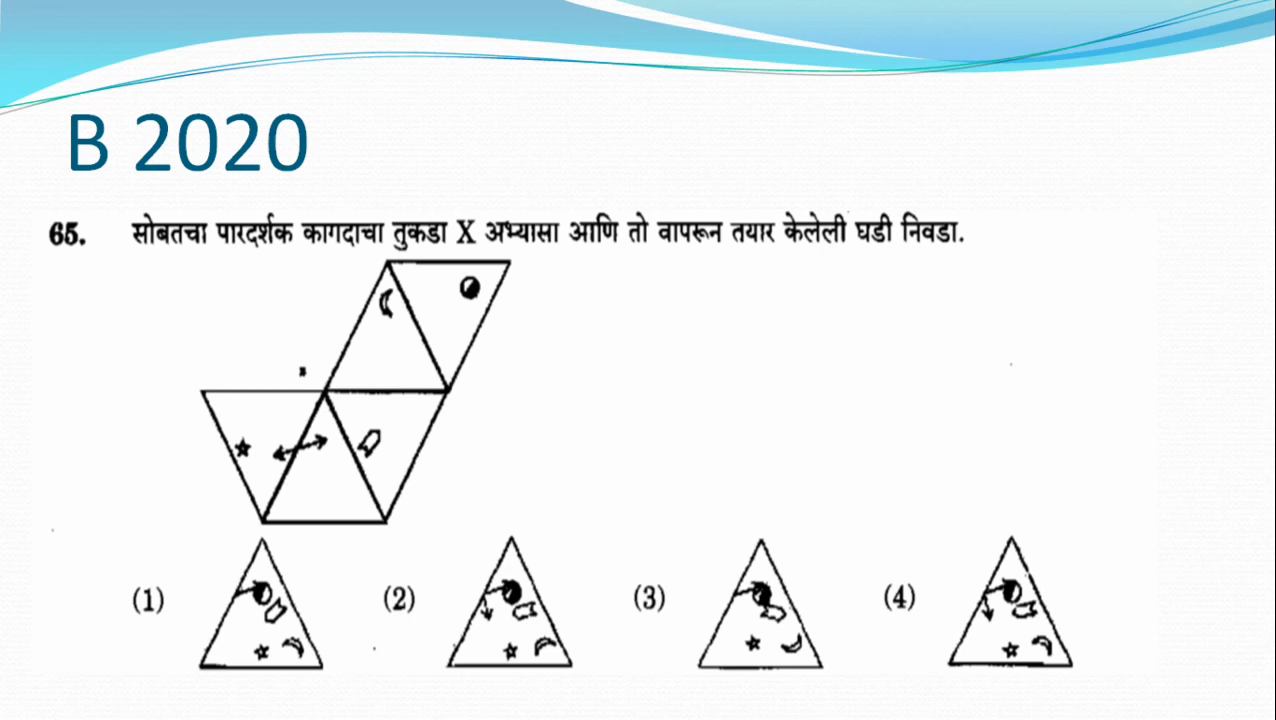 B 2020
65. सोबतचा पारदर्शक कागदाचा तुकडा X अभ्यासा आणि तो वापरून तयार केलेली घडी निवडा.
(1) (2) (3) (4)